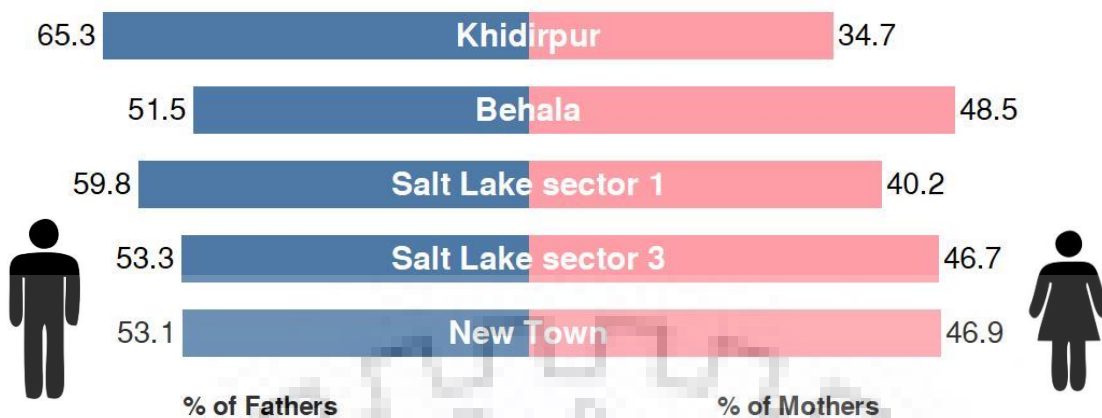 65.3 Khidirpur 34.7
51.5 Behala 48.5
59.8 Salt Lake sector 1 40.2
53.3 Salt Lake sector 3 46.7
53.1 New Town 46.9
% of Fathers % of Mothers